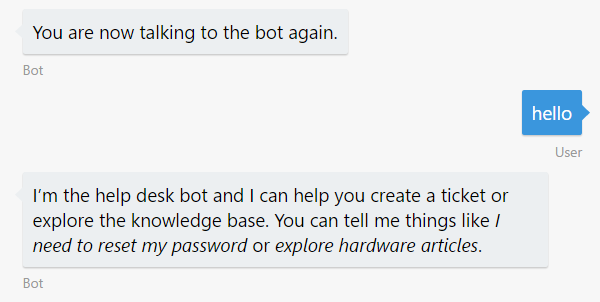 You are now talking to the bot again.
Bot
hello
User
I'm the help desk bot and I can help you create a ticket or
explore the knowledge base. You can tell me things like I
need to reset my password or explore hardware articles.
Bot